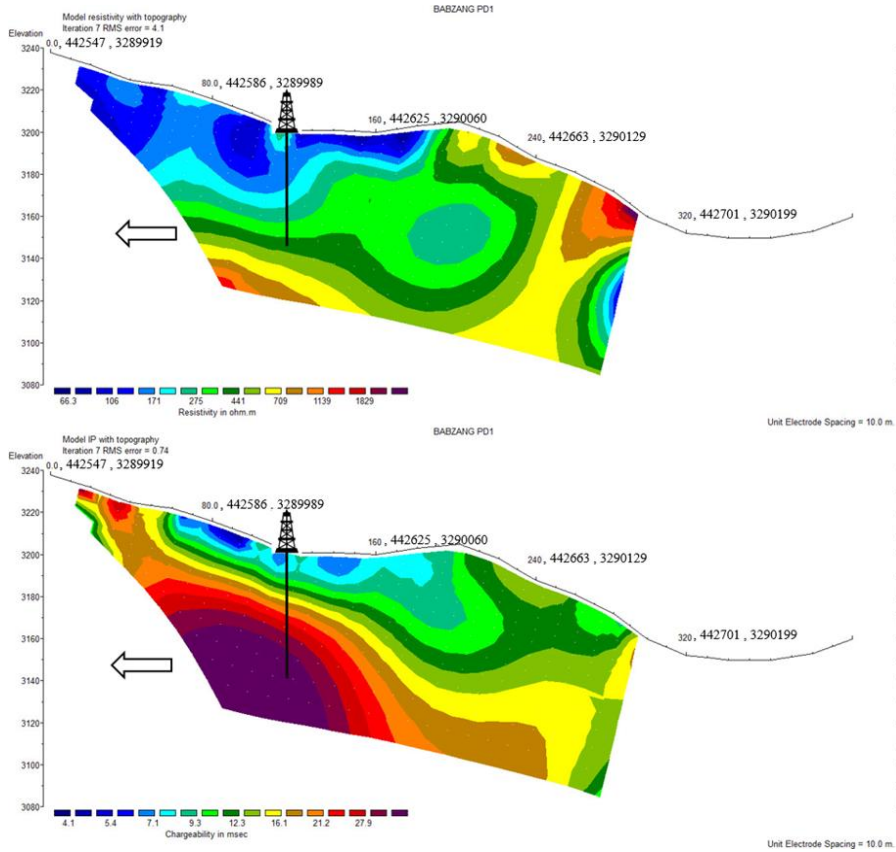 BABZANG PD1
Model resistivity with topography
Iteration 7 RMS error = 4.1
Elevation
0.0, 442547 , 3289919
3240
80.0, 442586 , 3289989
3220
160, 442625 , 3290060
240, 442663 , 3290129
3200
3180
3160
320, 442701 , 3290199
3140
3120
3100
3080
66.3 106 171 275 441 709 1139 1829
Resistivity in ohm.m
Unit Electrode Spacing = 10.0 m.
BABZANG PD1
Model IP with topography
Iteration 7 RMS error = 0.74
Elevation
0.0, 442547 , 3289919
3240
80.0, 442586 , 3289989
3220
160, 442625 , 3290060
240, 442663 , 3290129
3200
3180
3160
320, 442701 , 3290199
3140
3120
3100
3080
4.1 5.4 7.1 9.3 12.3 16.1 21.2 27.9
Chargeability in msec
Unit Electrode Spacing = 10.0 m.